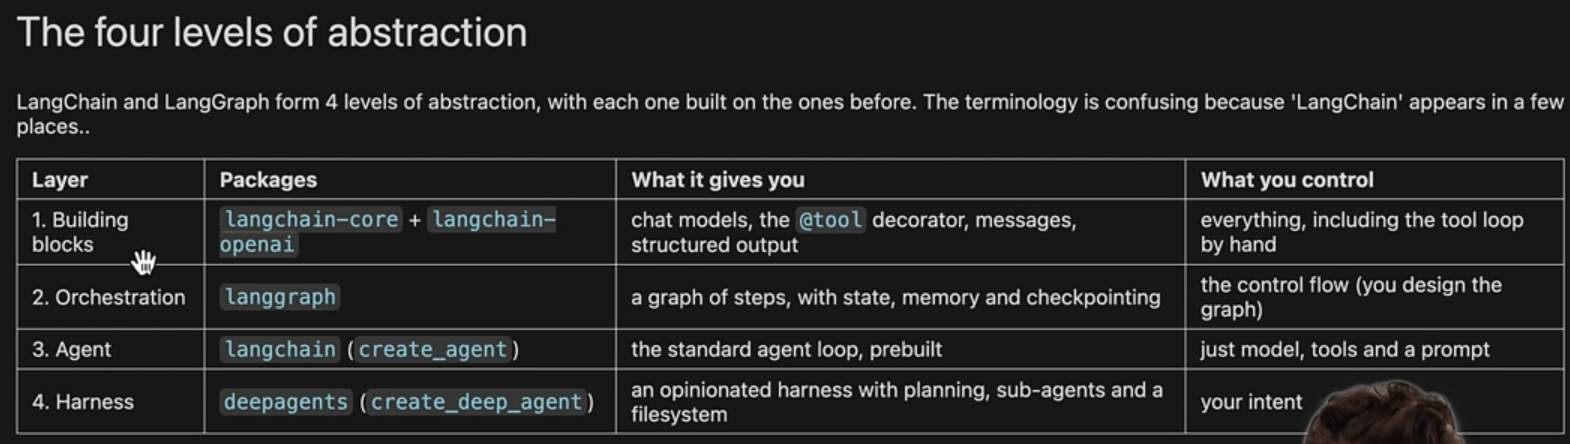 The four levels of abstraction
LangChain and LangGraph form 4 levels of abstraction, with each one built on the ones before. The terminology is confusing because 'LangChain' appears in a few
places..
Layer Packages What it gives you What you control
1. Building blocks langchain-core + langchain-openai chat models, the @tool decorator, messages, structured output everything, including the tool loop by hand
2. Orchestration langgraph a graph of steps, with state, memory and checkpointing the control flow (you design the graph)
3. Agent langchain (create_agent) the standard agent loop, prebuilt just model, tools and a prompt
4. Harness deepagents (create_deep_agent) an opinionated harness with planning, sub-agents and a filesystem your intent